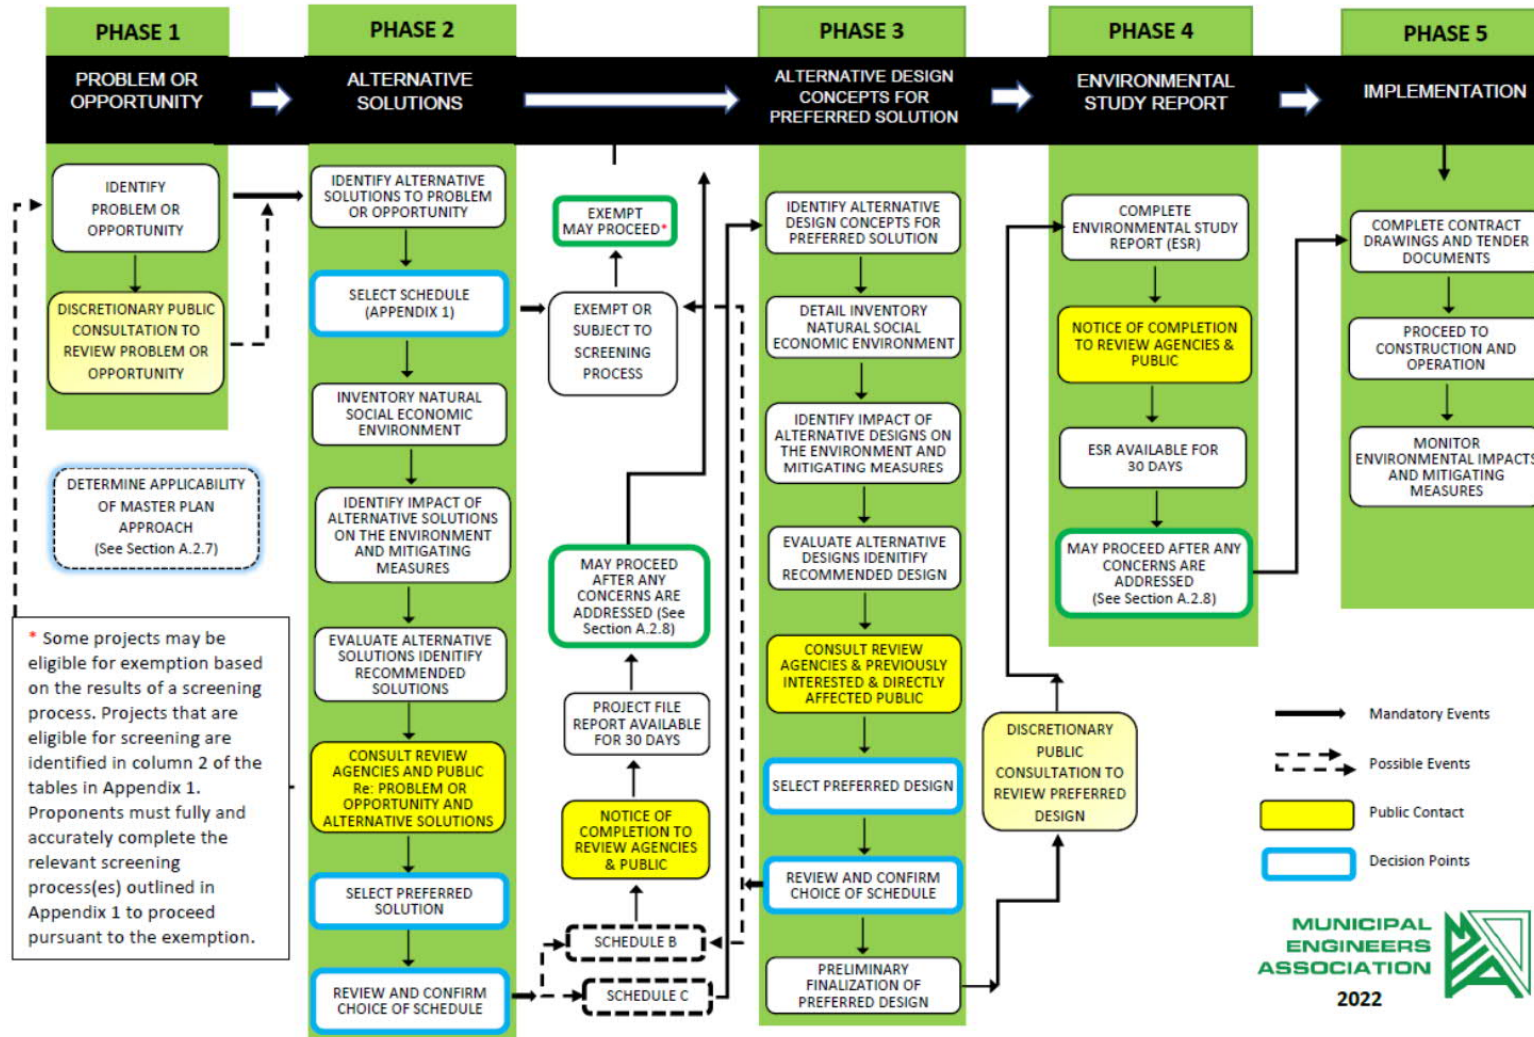 PHASE 1
PROBLEM OR
OPPORTUNITY
IDENTIFY
PROBLEM OR
OPPORTUNITY
DISCRETIONARY PUBLIC
CONSULTATION TO
REVIEW PROBLEM OR
OPPORTUNITY
DETERMINE APPLICABILITY
OF MASTER PLAN
APPROACH
(See Section A.2.7)
* Some projects may be
eligible for exemption based
on the results of a screening
process. Projects that are
eligible for screening are
identified in column 2 of the
tables in Appendix 1.
Proponents must fully and
accurately complete the
relevant screening
process(es) outlined in
Appendix 1 to proceed
pursuant to the exemption.
PHASE 2
ALTERNATIVE
SOLUTIONS
IDENTIFY ALTERNATIVE
SOLUTIONS TO PROBLEM
OR OPPORTUNITY
SELECT SCHEDULE
(APPENDIX 1)
INVENTORY NATURAL
SOCIAL ECONOMIC
ENVIRONMENT
IDENTIFY IMPACT OF
ALTERNATIVE SOLUTIONS
ON THE ENVIRONMENT
AND MITIGATING
MEASURES
EVALUATE ALTERNATIVE
SOLUTIONS IDENITIFY
RECOMMENDED
SOLUTIONS
CONSULT REVIEW
AGENCIES AND PUBLIC
Re: PROBLEM OR
OPPORTUNITY AND
ALTERNATIVE SOLUTIONS
SELECT PREFERRED
SOLUTION
REVIEW AND CONFIRM
CHOICE OF SCHEDULE
EXEMPT
MAY PROCEED*
EXEMPT OR
SUBJECT TO
SCREENING
PROCESS
MAY PROCEED
AFTER ANY
CONCERNS ARE
ADDRESSED (See
Section A.2.8)
PROJECT FILE
REPORT AVAILABLE
FOR 30 DAYS
NOTICE OF
COMPLETION TO
REVIEW AGENCIES
& PUBLIC
SCHEDULE B
SCHEDULE C
PHASE 3
ALTERNATIVE DESIGN
CONCEPTS FOR
PREFERRED SOLUTION
IDENTIFY ALTERNATIVE
DESIGN CONCEPTS FOR
PREFERRED SOLUTION
DETAIL INVENTORY
NATURAL SOCIAL
ECONOMIC ENVIRONMENT
IDENTIFY IMPACT OF
ALTERNATIVE DESIGNS ON
THE ENVIRONMENT AND
MITIGATING MEASURES
EVALUATE ALTERNATIVE
DESIGNS IDENTIFY
RECOMMENDED DESIGN
CONSULT REVIEW
AGENCIES & PREVIOUSLY
INTERESTED & DIRECTLY
AFFECTED PUBLIC
SELECT PREFERRED DESIGN
REVIEW AND CONFIRM
CHOICE OF SCHEDULE
PRELIMINARY
FINALIZATION OF
PREFERRED DESIGN
DISCRETIONARY
PUBLIC
CONSULTATION TO
REVIEW PREFERRED
DESIGN
PHASE 4
ENVIRONMENTAL
STUDY REPORT
COMPLETE
ENVIRONMENTAL STUDY
REPORT (ESR)
NOTICE OF COMPLETION
TO REVIEW AGENCIES &
PUBLIC
ESR AVAILABLE FOR
30 DAYS
MAY PROCEED AFTER ANY
CONCERNS ARE
ADDRESSED
(See Section A.2.8)
PHASE 5
IMPLEMENTATION
COMPLETE CONTRACT
DRAWINGS AND TENDER
DOCUMENTS
PROCEED TO
CONSTRUCTION AND
OPERATION
MONITOR
ENVIRONMENTAL IMPACTS
AND MITIGATING
MEASURES
Mandatory Events
Possible Events
Public Contact
Decision Points
MUNICIPAL
ENGINEERS
ASSOCIATION
2022
MEA